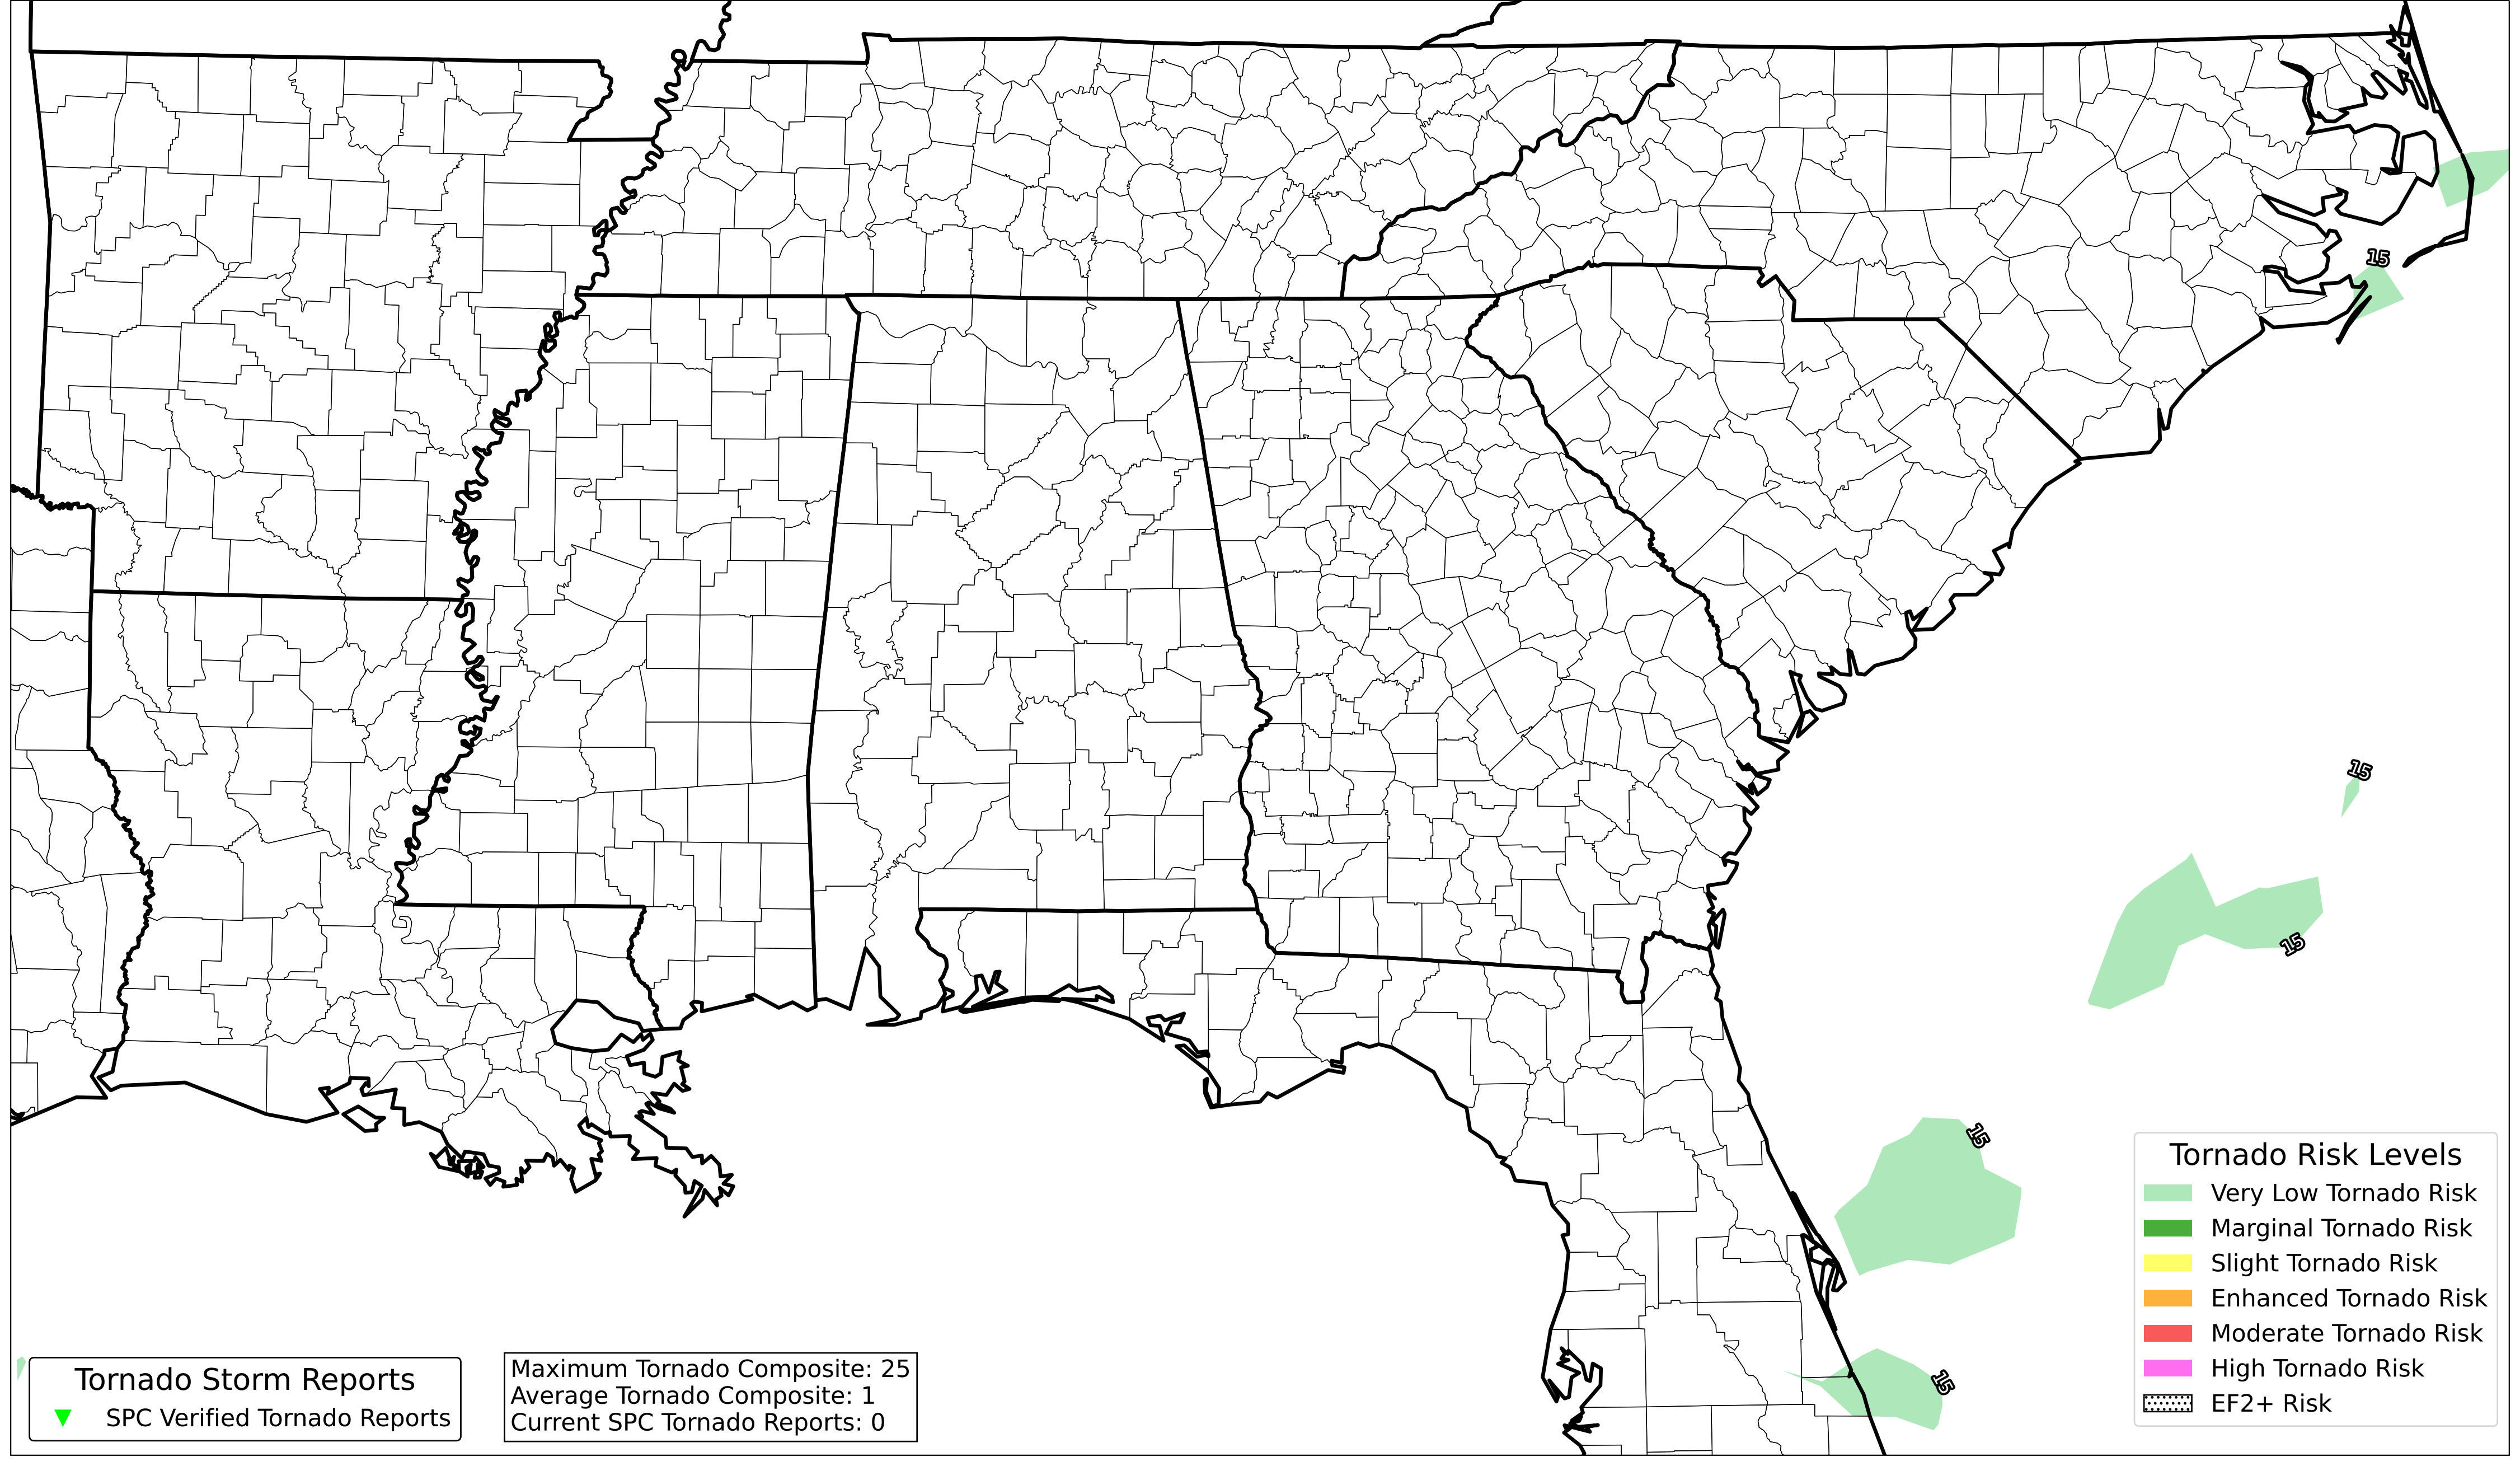 15
15
15
15
Tornado Risk Levels
Very Low Tornado Risk
Marginal Tornado Risk
Slight Tornado Risk
Enhanced Tornado Risk
Moderate Tornado Risk
High Tornado Risk
EF2+ Risk
Tornado Storm Reports
SPC Verified Tornado Reports
Maximum Tornado Composite: 25
Average Tornado Composite: 1
Current SPC Tornado Reports: 0
15